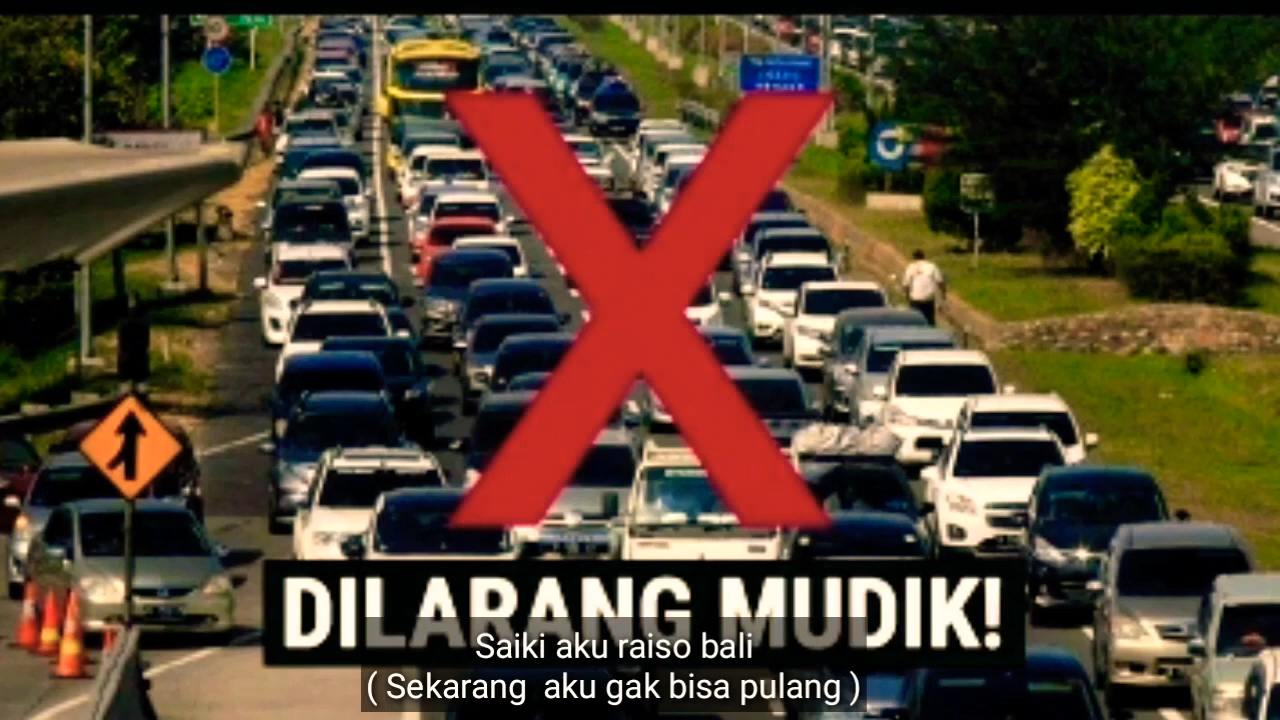 DILARANG MUDIK!
Saiki aku raiso bali
( Sekarang  aku gak bisa pulang )